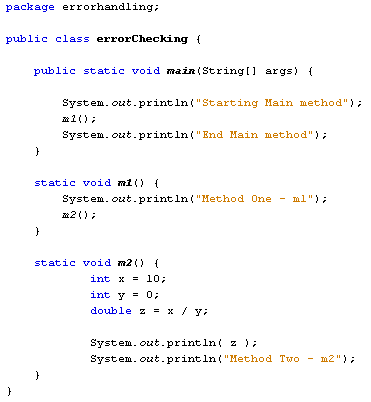 package errorhandling;
public class errorChecking {
public static void main(String[] args) {
System.out.println("Starting Main method");
m1();
System.out.println("End Main method");
}
static void m1() {
System.out.println("Method One - m1");
m2();
}
static void m2() {
int x = 10;
int y = 0;
double z = x / y;
System.out.println( z );
System.out.println("Method Two - m2");
}
}